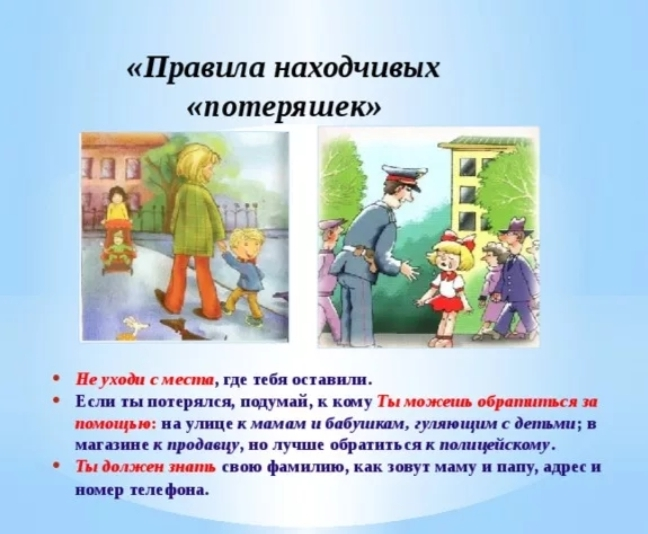 «Правила находчивых
«потеряшек»
• Не уходи с места, где тебя оставили.
• Если ты потерялся, подумай, к кому Ты можешь обратиться за
помощью: на улице к мамам и бабушкам, гуляющим с детьми; в
магазине к продавцу, но лучше обратиться к полицейскому.
• Ты должен знать свою фамилию, как зовут маму и папу, адрес и
номер телефона.